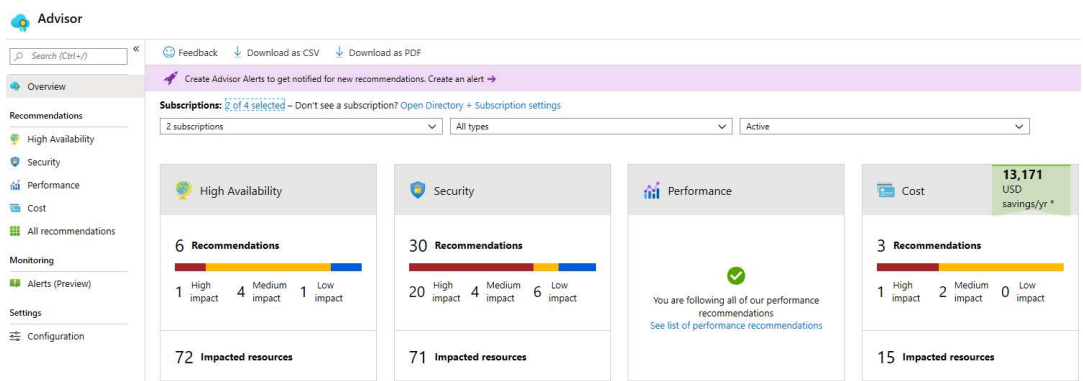 Advisor
Search (Ctrl+/)
«
Overview
Recommendations
High Availability
Security
Performance
Cost
All recommendations
Monitoring
Alerts (Preview)
Settings
Configuration
Feedback Download as CSV Download as PDF
Create Advisor Alerts to get notified for new recommendations. Create an alert →
Subscriptions: 2 of 4 selected – Don't see a subscription? Open Directory + Subscription settings
2 subscriptions All types Active
High Availability
6 Recommendations
1 High impact 4 Medium impact 1 Low impact
72 Impacted resources
Security
30 Recommendations
20 High impact 4 Medium impact 6 Low impact
71 Impacted resources
Performance
You are following all of our performance
recommendations
See list of performance recommendations
Cost
13,171
USD
savings/yr *
3 Recommendations
1 High impact 2 Medium impact 0 Low impact
15 Impacted resources